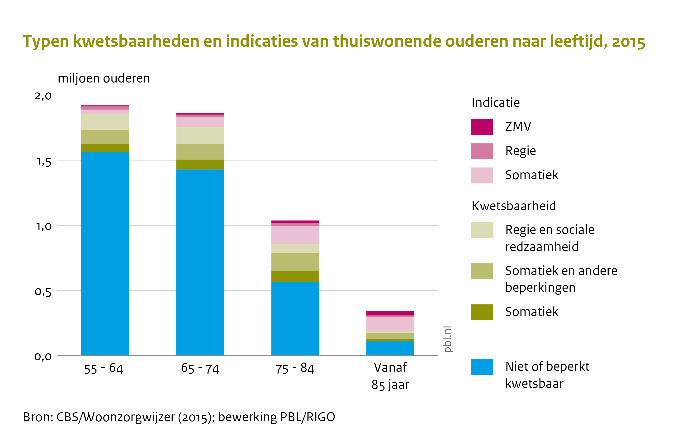 Typen kwetsbaarheden en indicaties van thuiswonende ouderen naar leeftijd, 2015
miljoen ouderen
2,0
1,5
1,0
0,5
0,0
55 - 64
65 - 74
75 - 84
Vanaf
85 jaar
pbl.nl
Indicatie
ZMV
Regie
Somatiek
Kwetsbaarheid
Regie en sociale
redzaamheid
Somatiek en andere
beperkingen
Somatiek
Niet of beperkt
kwetsbaar
Bron: CBS/Woonzorgwijzer (2015); bewerking PBL/RIGO